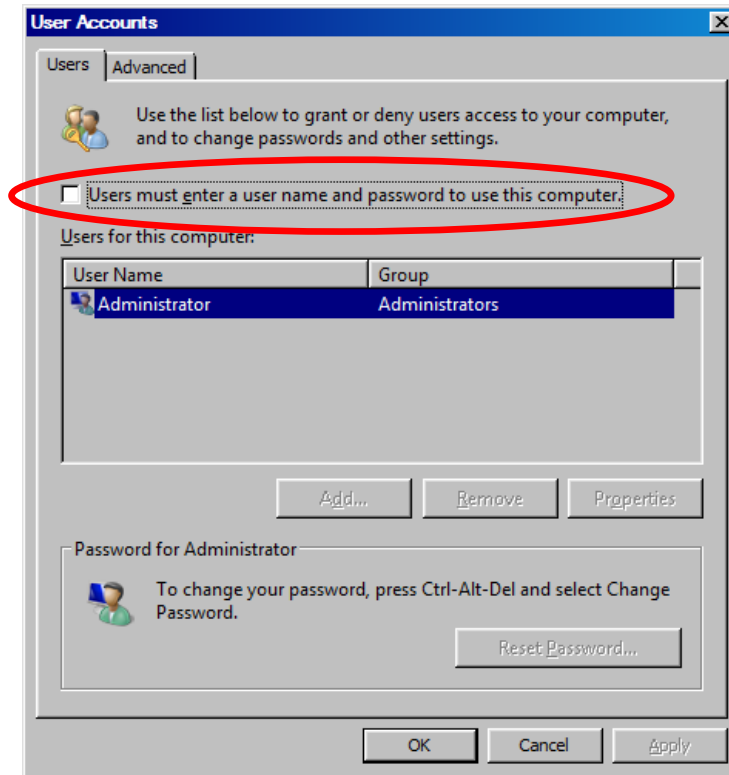 User Accounts
Users
Advanced
Use the list below to grant or deny users access to your computer,
and to change passwords and other settings.
Users must enter a user name and password to use this computer.
Users for this computer:
User Name Group
Administrator Administrators
Add... Remove Properties
Password for Administrator
To change your password, press Ctrl-Alt-Del and select Change
Password.
Reset Password...
OK Cancel Apply